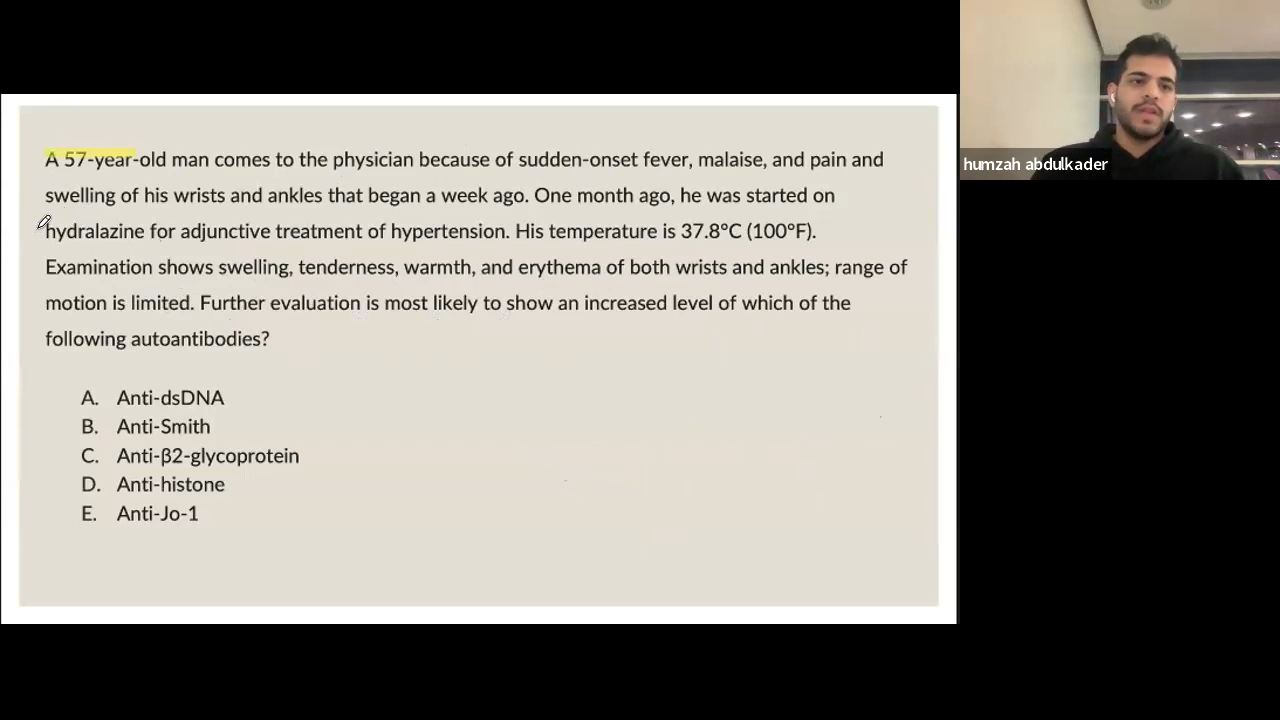 A 57-year-old man comes to the physician because of sudden-onset fever, malaise, and pain and
swelling of his wrists and ankles that began a week ago. One month ago, he was started on
hydralazine for adjunctive treatment of hypertension. His temperature is 37.8°C (100°F).
Examination shows swelling, tenderness, warmth, and erythema of both wrists and ankles; range of
motion is limited. Further evaluation is most likely to show an increased level of which of the
following autoantibodies?
A. Anti-dsDNA
B. Anti-Smith
C. Anti-β2-glycoprotein
D. Anti-histone
E. Anti-Jo-1
humzah abdulkader